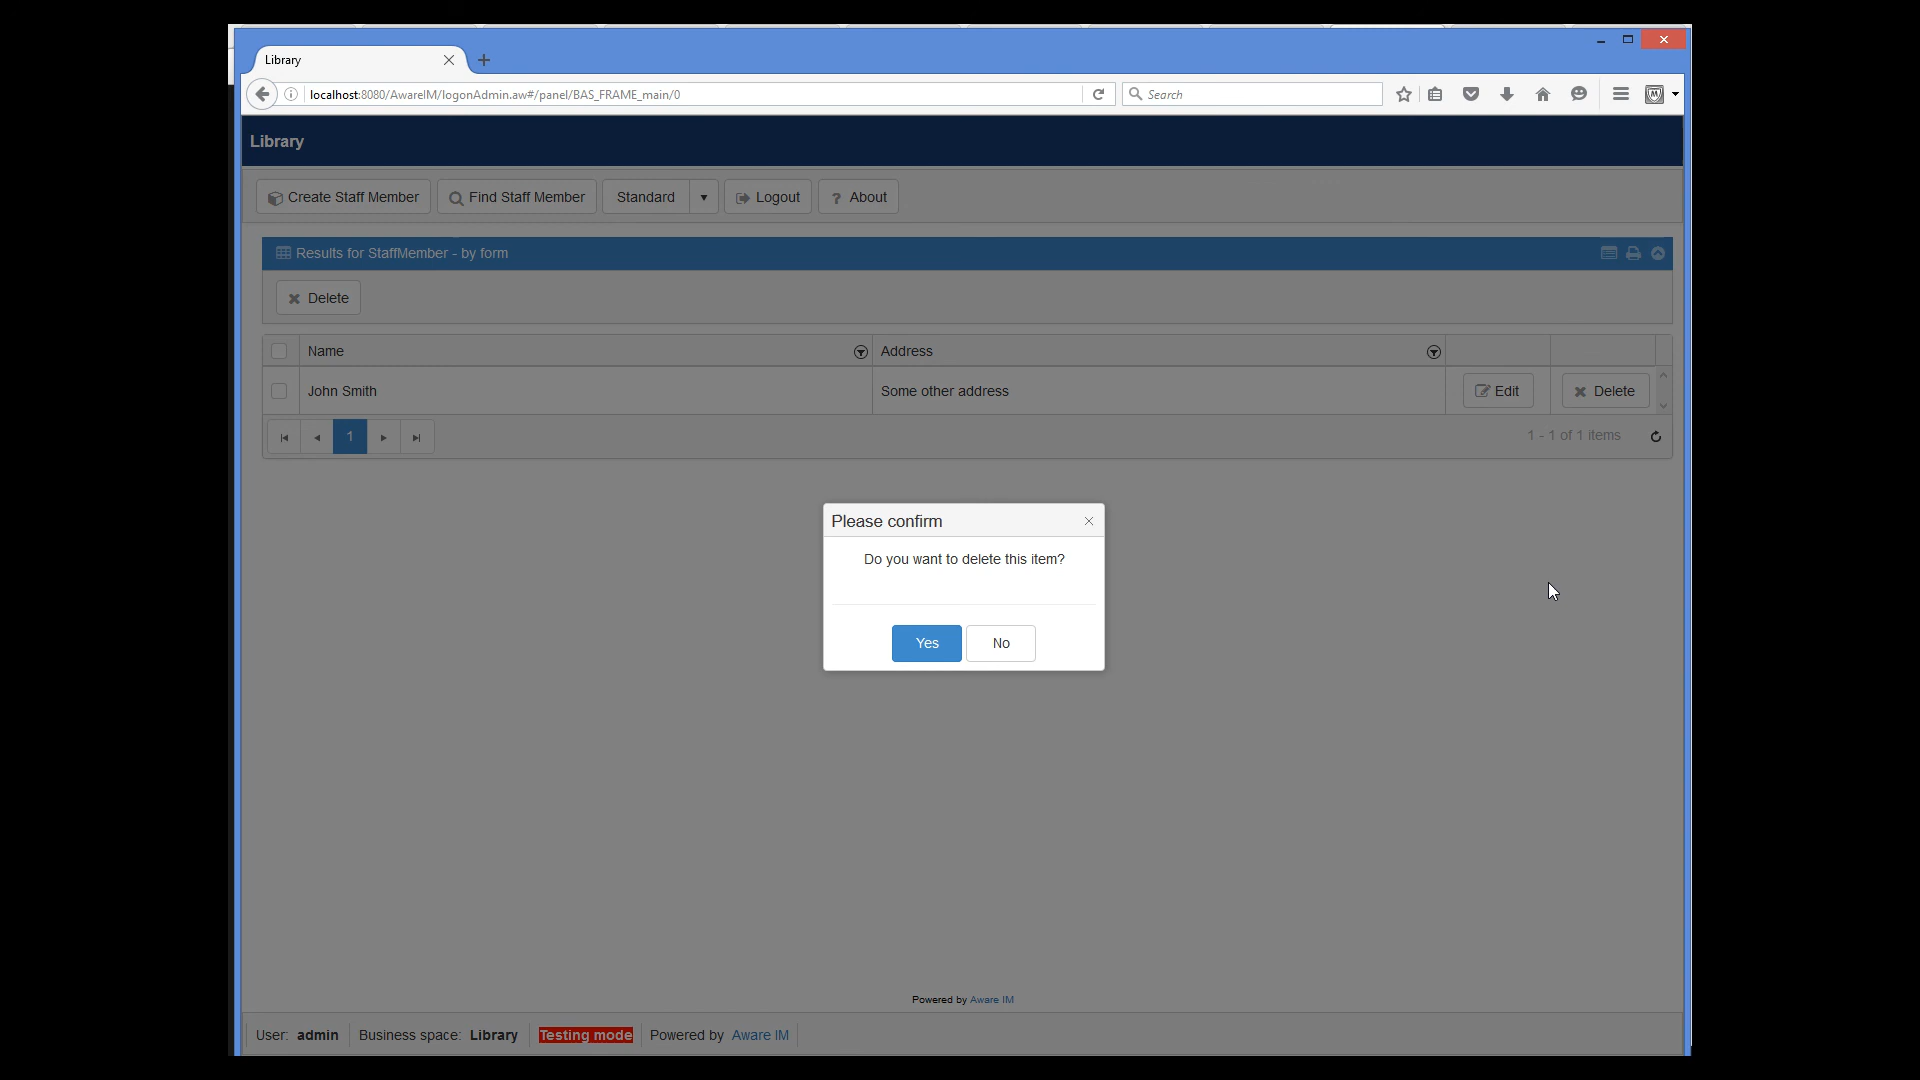 Library
localhost:8080/AwareIM/logonAdmin.aw#/panel/BAS_FRAME_main/0
Search
Library
Create Staff Member
Find Staff Member
Standard
Logout
? About
Results for StaffMember - by form
Delete
Name
Address
John Smith
Some other address
Edit
Delete
1
1 - 1 of 1 items
Please confirm
Do you want to delete this item?
Yes
No
Powered by Aware IM
User: admin
Business space: Library
Testing mode
Powered by Aware IM